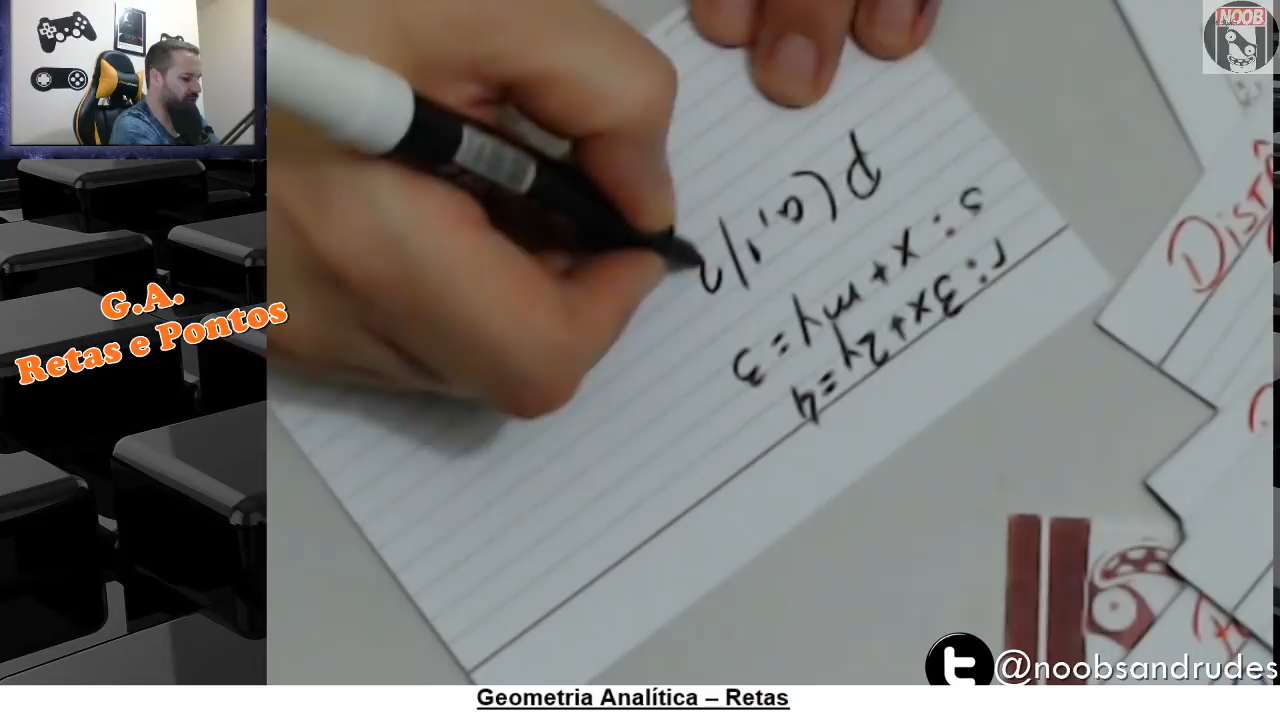 NOOB
G.A.
Retas e Pontos
r: 3x+2y=4
s: x+my=3
P(a,1/2
@noobsandrudes
Geometria Analítica – Retas